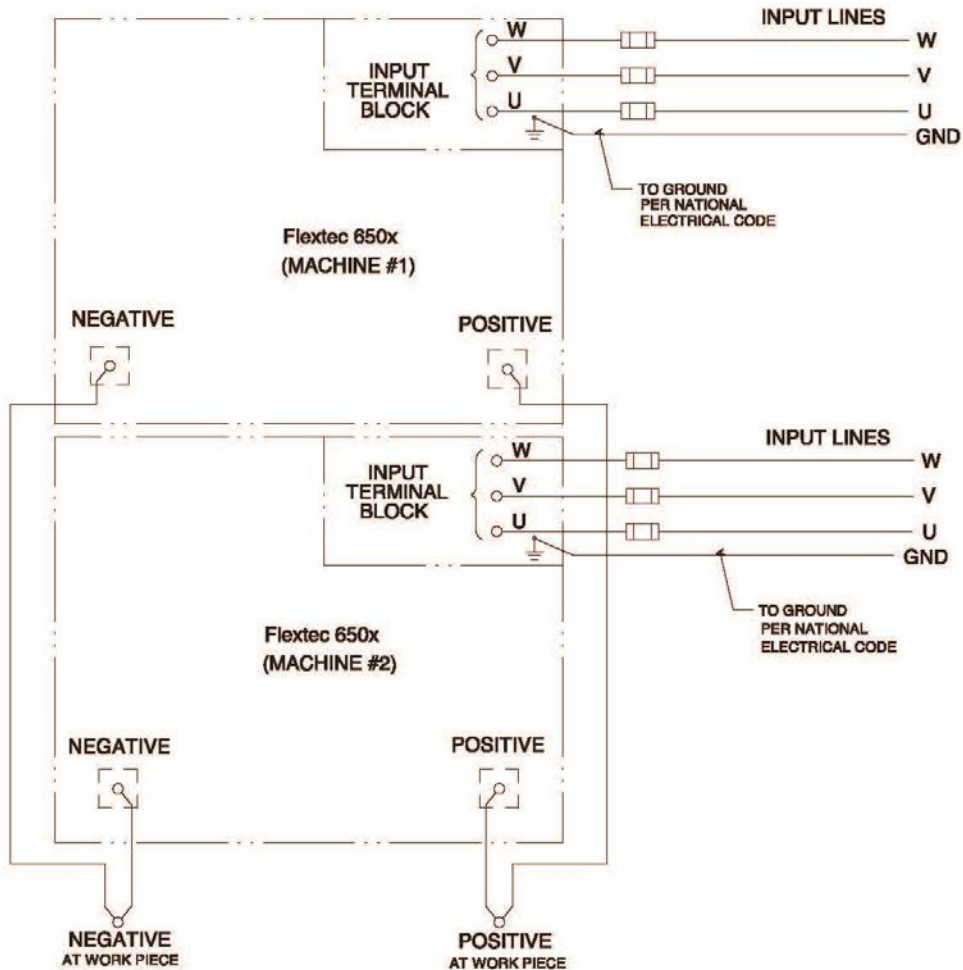 INPUT LINES
W
V
U
INPUT
TERMINAL
BLOCK
W
V
U
GND
TO GROUND
PER NATIONAL
ELECTRICAL CODE
Flextec 650x
(MACHINE #1)
NEGATIVE
POSITIVE
INPUT LINES
W
V
U
INPUT
TERMINAL
BLOCK
W
V
U
GND
TO GROUND
PER NATIONAL
ELECTRICAL CODE
Flextec 650x
(MACHINE #2)
NEGATIVE
POSITIVE
NEGATIVE
AT WORK PIECE
POSITIVE
AT WORK PIECE